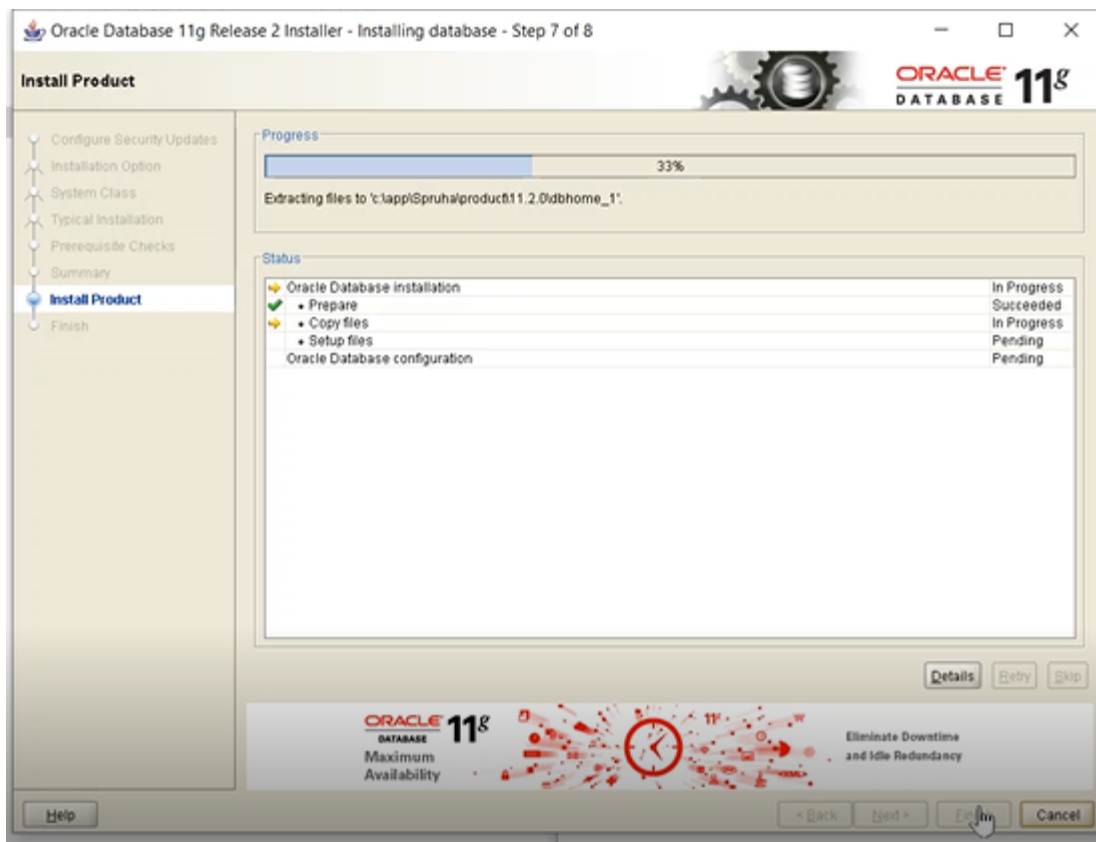 Oracle Database 11g Release 2 Installer - Installing database - Step 7 of 8
Install Product
ORACLE 11g
DATABASE
Configure Security Updates
Installation Option
System Class
Typical Installation
Prerequisite Checks
Summary
Install Product
Finish
Progress
33%
Extracting files to 'c:\app\Spruha\product\11.2.0\dbhome_1'.
Status
Oracle Database installation In Progress
• Prepare Succeeded
• Copy files In Progress
• Setup files Pending
Oracle Database configuration Pending
Details Retry Skip
ORACLE 11g
DATABASE
Maximum
Availability
11g
Eliminate Downtime
and Idle Redundancy
Help < Back Next > Cancel